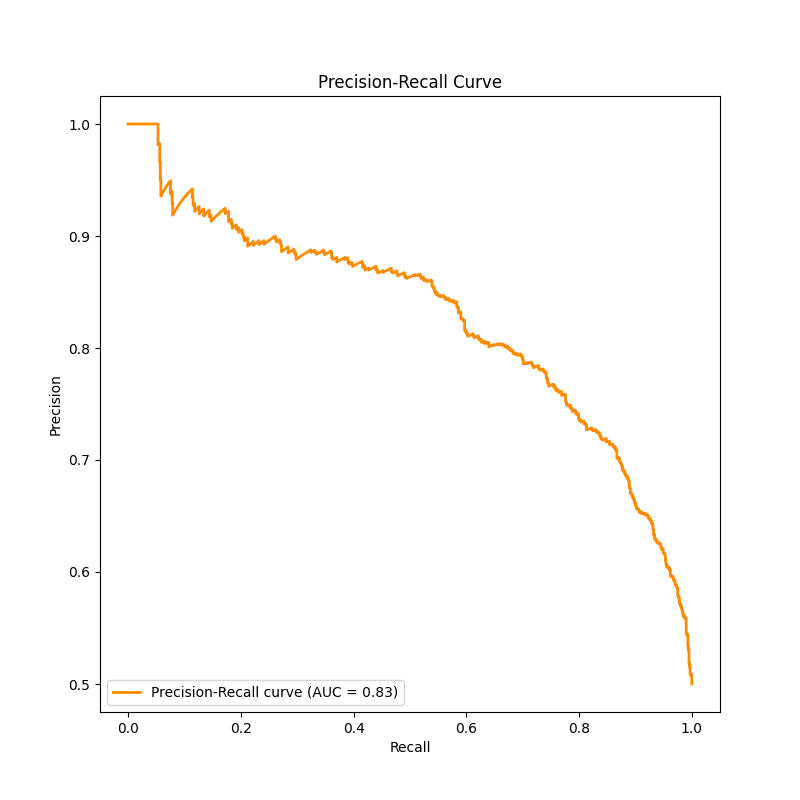 Precision-Recall Curve
1.0
0.9
0.8
0.7
0.6
0.5
Precision
Precision-Recall curve (AUC = 0.83)
0.0 0.2 0.4 0.6 0.8 1.0
Recall